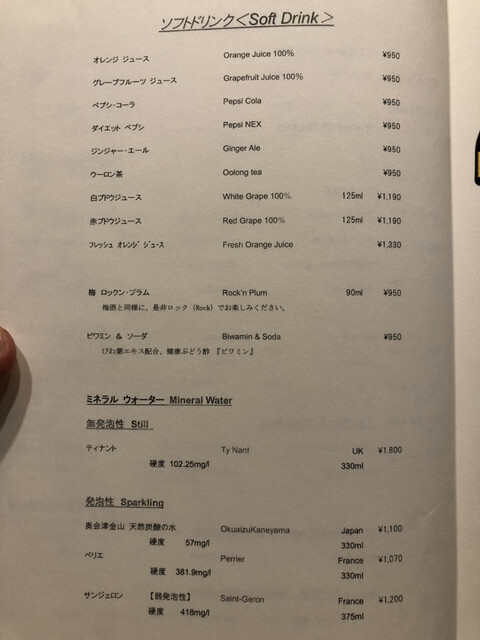 ソフトドリンク＜Soft Drink＞
オレンジ ジュース Orange Juice 100% ¥950
グレープフルーツ ジュース Grapefruit Juice 100% ¥950
ペプシ・コーラ Pepsi Cola ¥950
ダイエット ペプシ Pepsi NEX ¥950
ジンジャー・エール Ginger Ale ¥950
ウーロン茶 Oolong tea ¥950
白ブドウジュース White Grape 100% 125ml ¥1,190
赤ブドウジュース Red Grape 100% 125ml ¥1,190
フレッシュ オレンジ ジュース Fresh Orange Juice ¥1,330
梅 ロックン・プラム Rock'n Plum 90ml ¥950
梅酒と同様に、是非ロック（Rock）でお楽しみください。
ビワミン ＆ ソーダ Biwamin & Soda ¥950
びわ葉エキス配合、健康ぶどう酢 『ビワミン』
ミネラル ウォーター Mineral Water
無発泡性 Still
ティナント Ty Nant UK ¥1,800
硬度 102.25mg/l 330ml
発泡性 Sparkling
奥会津金山 天然炭酸の水 OkuaizuKaneyama Japan ¥1,100
硬度 57mg/l 330ml
ペリエ Perrier France ¥1,070
硬度 381.9mg/l 330ml
サンジェロン 【弱発泡性】 Saint-Geron France ¥1,200
硬度 418mg/l 375ml